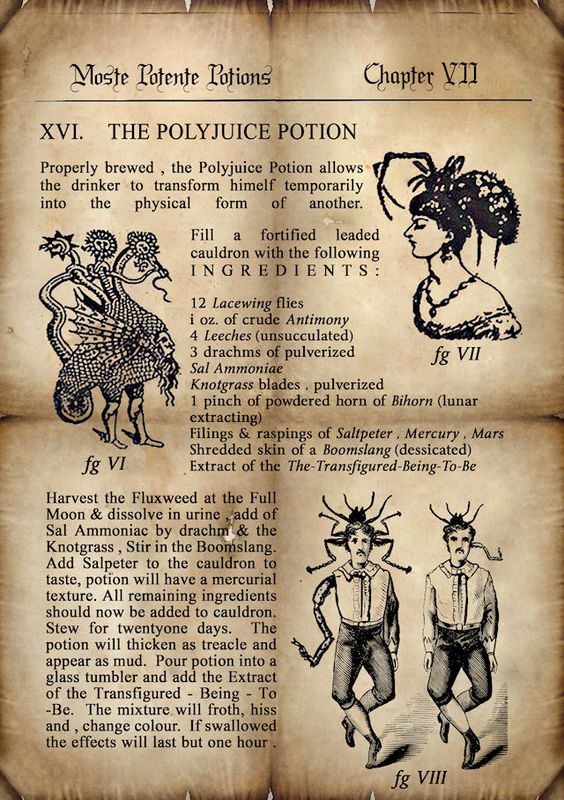 Moste Potente Potions
Chapter VII
XVI. THE POLYJUICE POTION
Properly brewed , the Polyjuice Potion allows
the drinker to transform himelf temporarily
into the physical form of another.
Fill a fortified leaded
cauldron with the following
INGREDIENTS:
12 Lacewing flies
i oz. of crude Antimony
4 Leeches (unsucculated)
3 drachms of pulverized
Sal Ammoniae
Knotgrass blades , pulverized
1 pinch of powdered horn of Bihorn (lunar
extracting)
Filings & raspings of Saltpeter , Mercury , Mars
Shredded skin of a Boomslang (dessicated)
Extract of the The-Transfigured-Being-To-Be
fg VII
fg VI
Harvest the Fluxweed at the Full
Moon & dissolve in urine , add of
Sal Ammoniac by drachm & the
Knotgrass , Stir in the Boomslang.
Add Salpeter to the cauldron to
taste, potion will have a mercurial
texture. All remaining ingredients
should now be added to cauldron.
Stew for twentyone days. The
potion will thicken as treacle and
appear as mud. Pour potion into a
glass tumbler and add the Extract
of the Transfigured - Being - To
-Be. The mixture will froth, hiss
and , change colour. If swallowed
the effects will last but one hour .
fg VIII